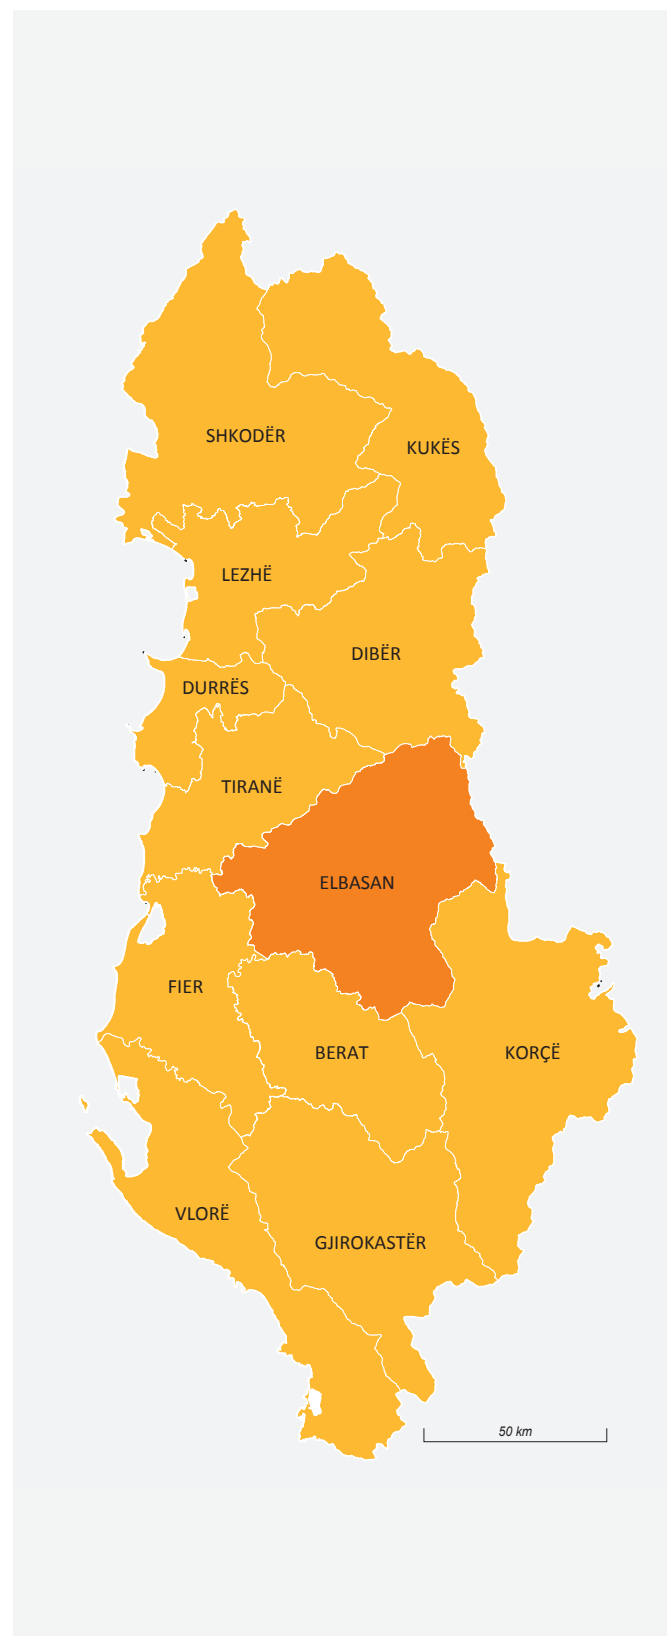 SHKODËR
KUKËS
LEZHË
DIBËR
DURRËS
TIRANË
ELBASAN
FIER
BERAT
KORÇË
VLORË
GJIROKASTËR
50 km